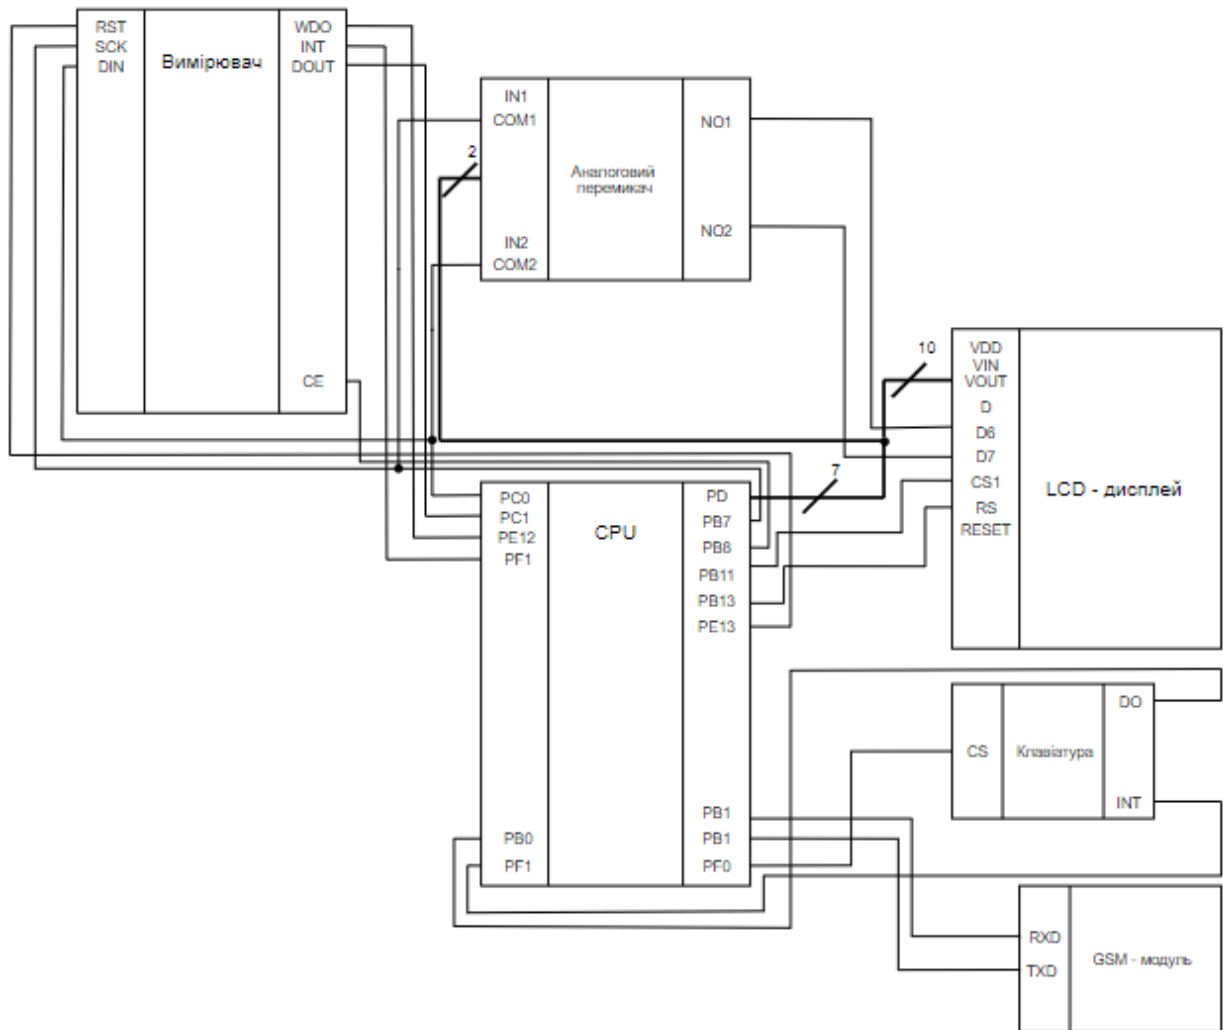 RST
SCK
DIN
Вимірювач
WDO
INT
DOUT
CE
IN1
COM1
2
IN2
COM2
Аналоговий
перемикач
NO1
NO2
10
VDD
VIN
VOUT
D
D6
D7
CS1
RS
RESET
LCD - дисплей
7
PC0
PC1
PE12
PF1
CPU
PD
PB7
PB8
PB11
PB13
PE13
PB0
PF1
PB1
PB1
PF0
CS
Клавіатура
DO
INT
RXD
TXD
GSM - модуль